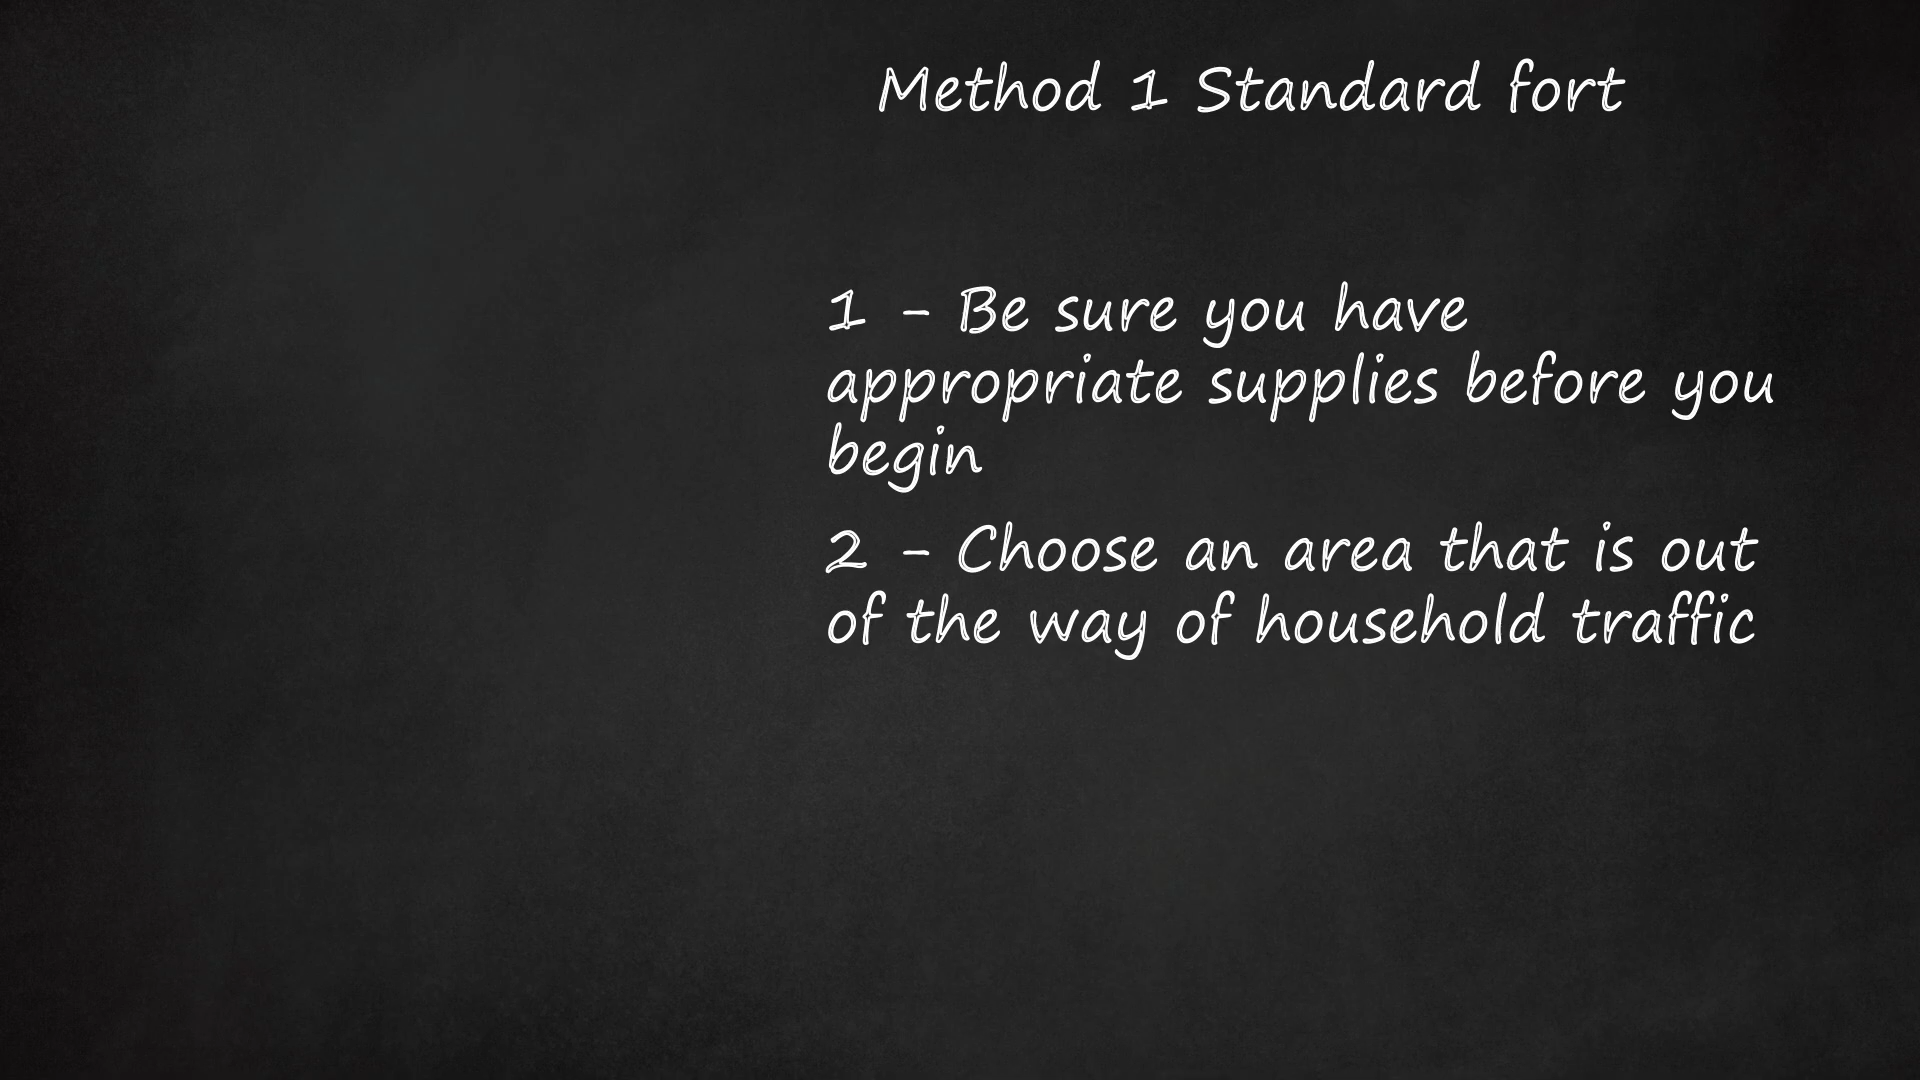 Method 1 Standard fort
1 - Be sure you have
appropriate supplies before you
begin
2 - Choose an area that is out
of the way of household traffic